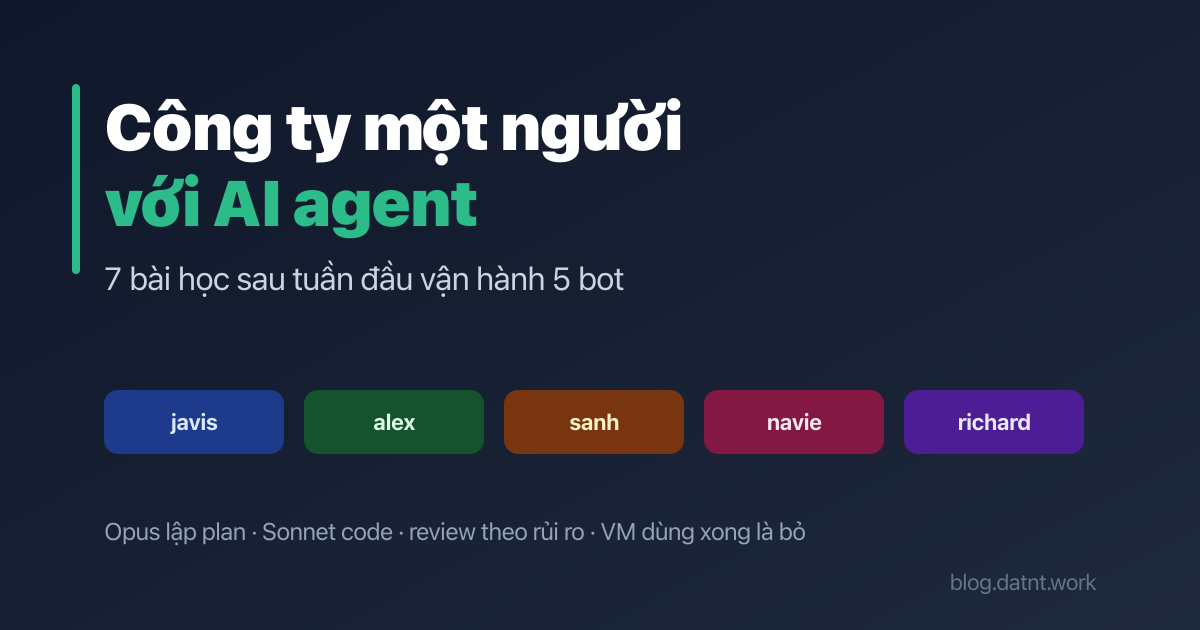 Công ty một người
với AI agent
7 bài học sau tuần đầu vận hành 5 bot
javis
alex
sanh
navie
richard
Opus lập plan · Sonnet code · review theo rủi ro · VM dùng xong là bỏ
blog.datnt.work